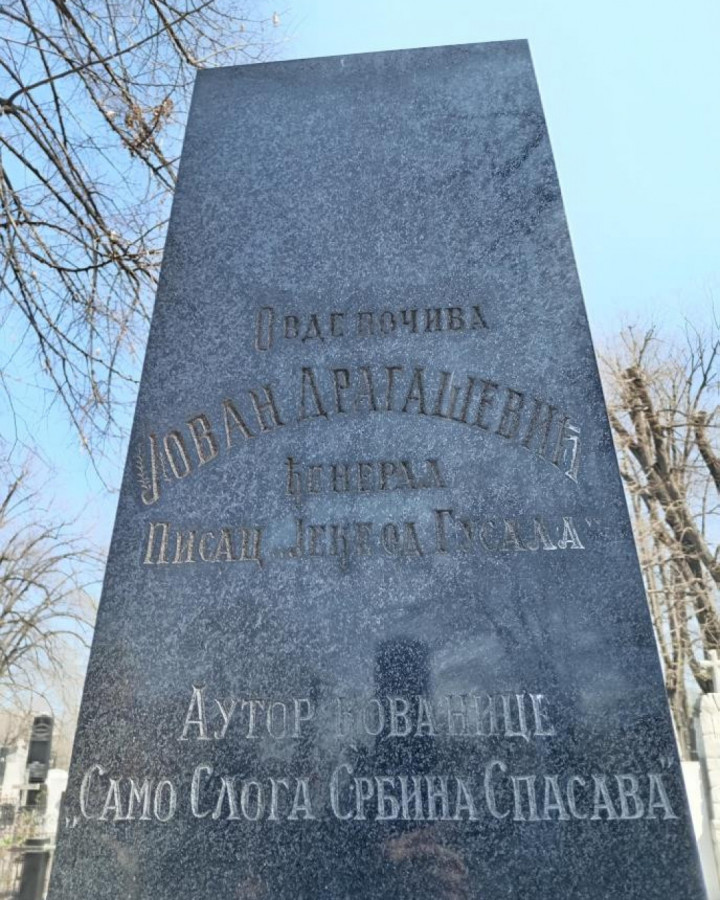 Овде почива
Јован Драгашевић
ђенерал
Писац „Јеке од Гусала"
Аутор кованице
„Само Слога Србина Спасава"